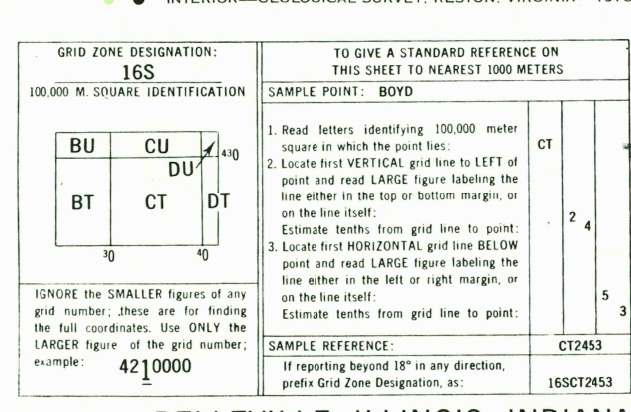 INTERIOR—GEOLOGICAL SURVEY, RESTON, VIRGINIA
GRID ZONE DESIGNATION:
16S
100,000 M. SQUARE IDENTIFICATION
BU CU
DU
430
BT CT DT
30 40
IGNORE the SMALLER figures of any
grid number; these are for finding
the full coordinates. Use ONLY the
LARGER figure of the grid number;
example: 4210000
TO GIVE A STANDARD REFERENCE ON
THIS SHEET TO NEAREST 1000 METERS
SAMPLE POINT: BOYD
1. Read letters identifying 100,000 meter
square in which the point lies: CT
2. Locate first VERTICAL grid line to LEFT of
point and read LARGE figure labeling the
line either in the top or bottom margin, or
on the line itself: 2
Estimate tenths from grid line to point: 4
3. Locate first HORIZONTAL grid line BELOW
point and read LARGE figure labeling the
line either in the left or right margin, or
on the line itself: 5
Estimate tenths from grid line to point: 3
SAMPLE REFERENCE: CT2453
If reporting beyond 18° in any direction,
prefix Grid Zone Designation, as: 16SCT2453
ILLINOIS INDIANA